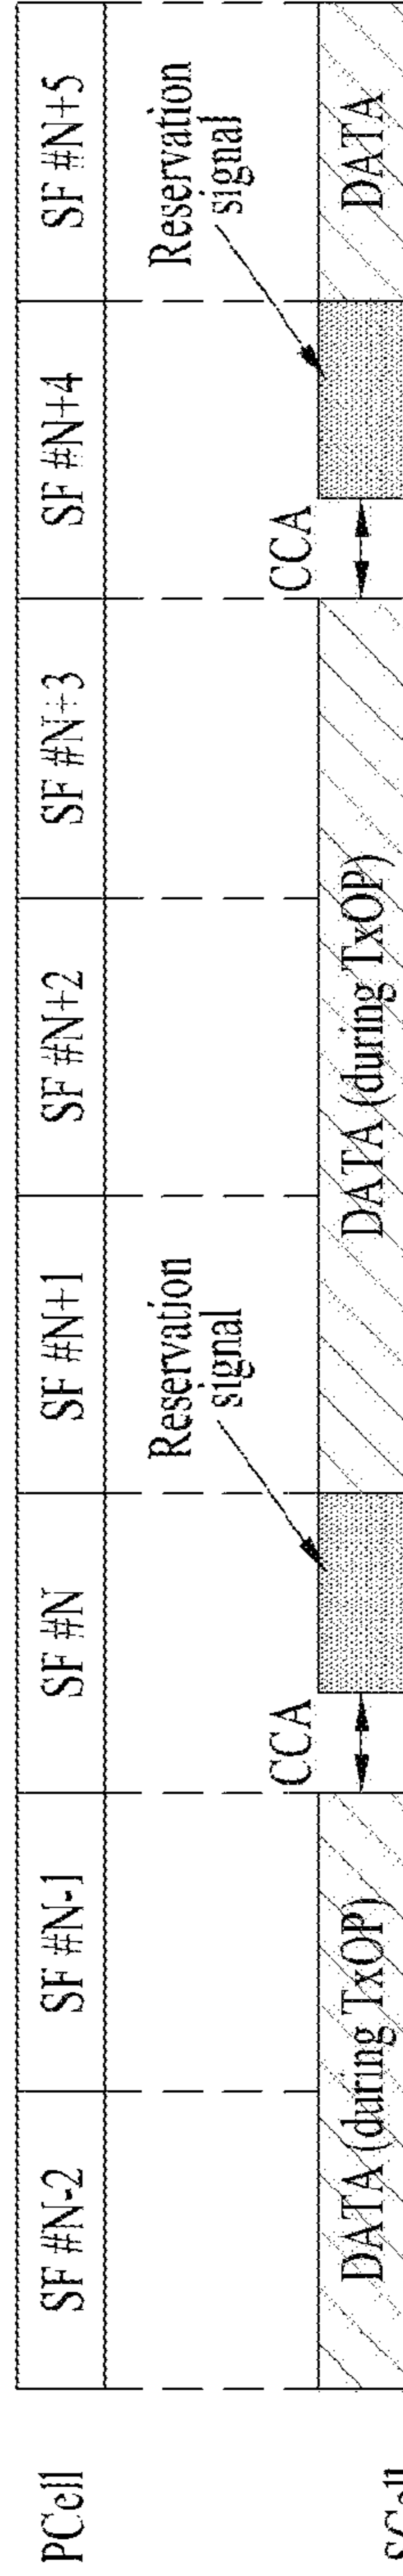 PCell
SF #N-2
SF #N-1
SF #N
SF #N+1
SF #N+2
SF #N+3
SF #N+4
SF #N+5
Reservation
signal
Reservation
signal
CCA
CCA
SCell
DATA (during TxOP)
DATA (during TxOP)
DATA